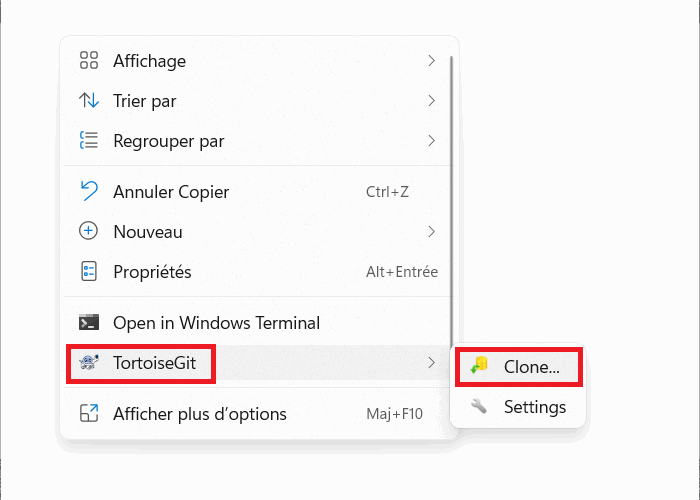 Affichage
Trier par
Regrouper par
Annuler Copier Ctrl+Z
Nouveau
Propriétés Alt+Entrée
Open in Windows Terminal
TortoiseGit
Clone...
Settings
Afficher plus d’options Maj+F10